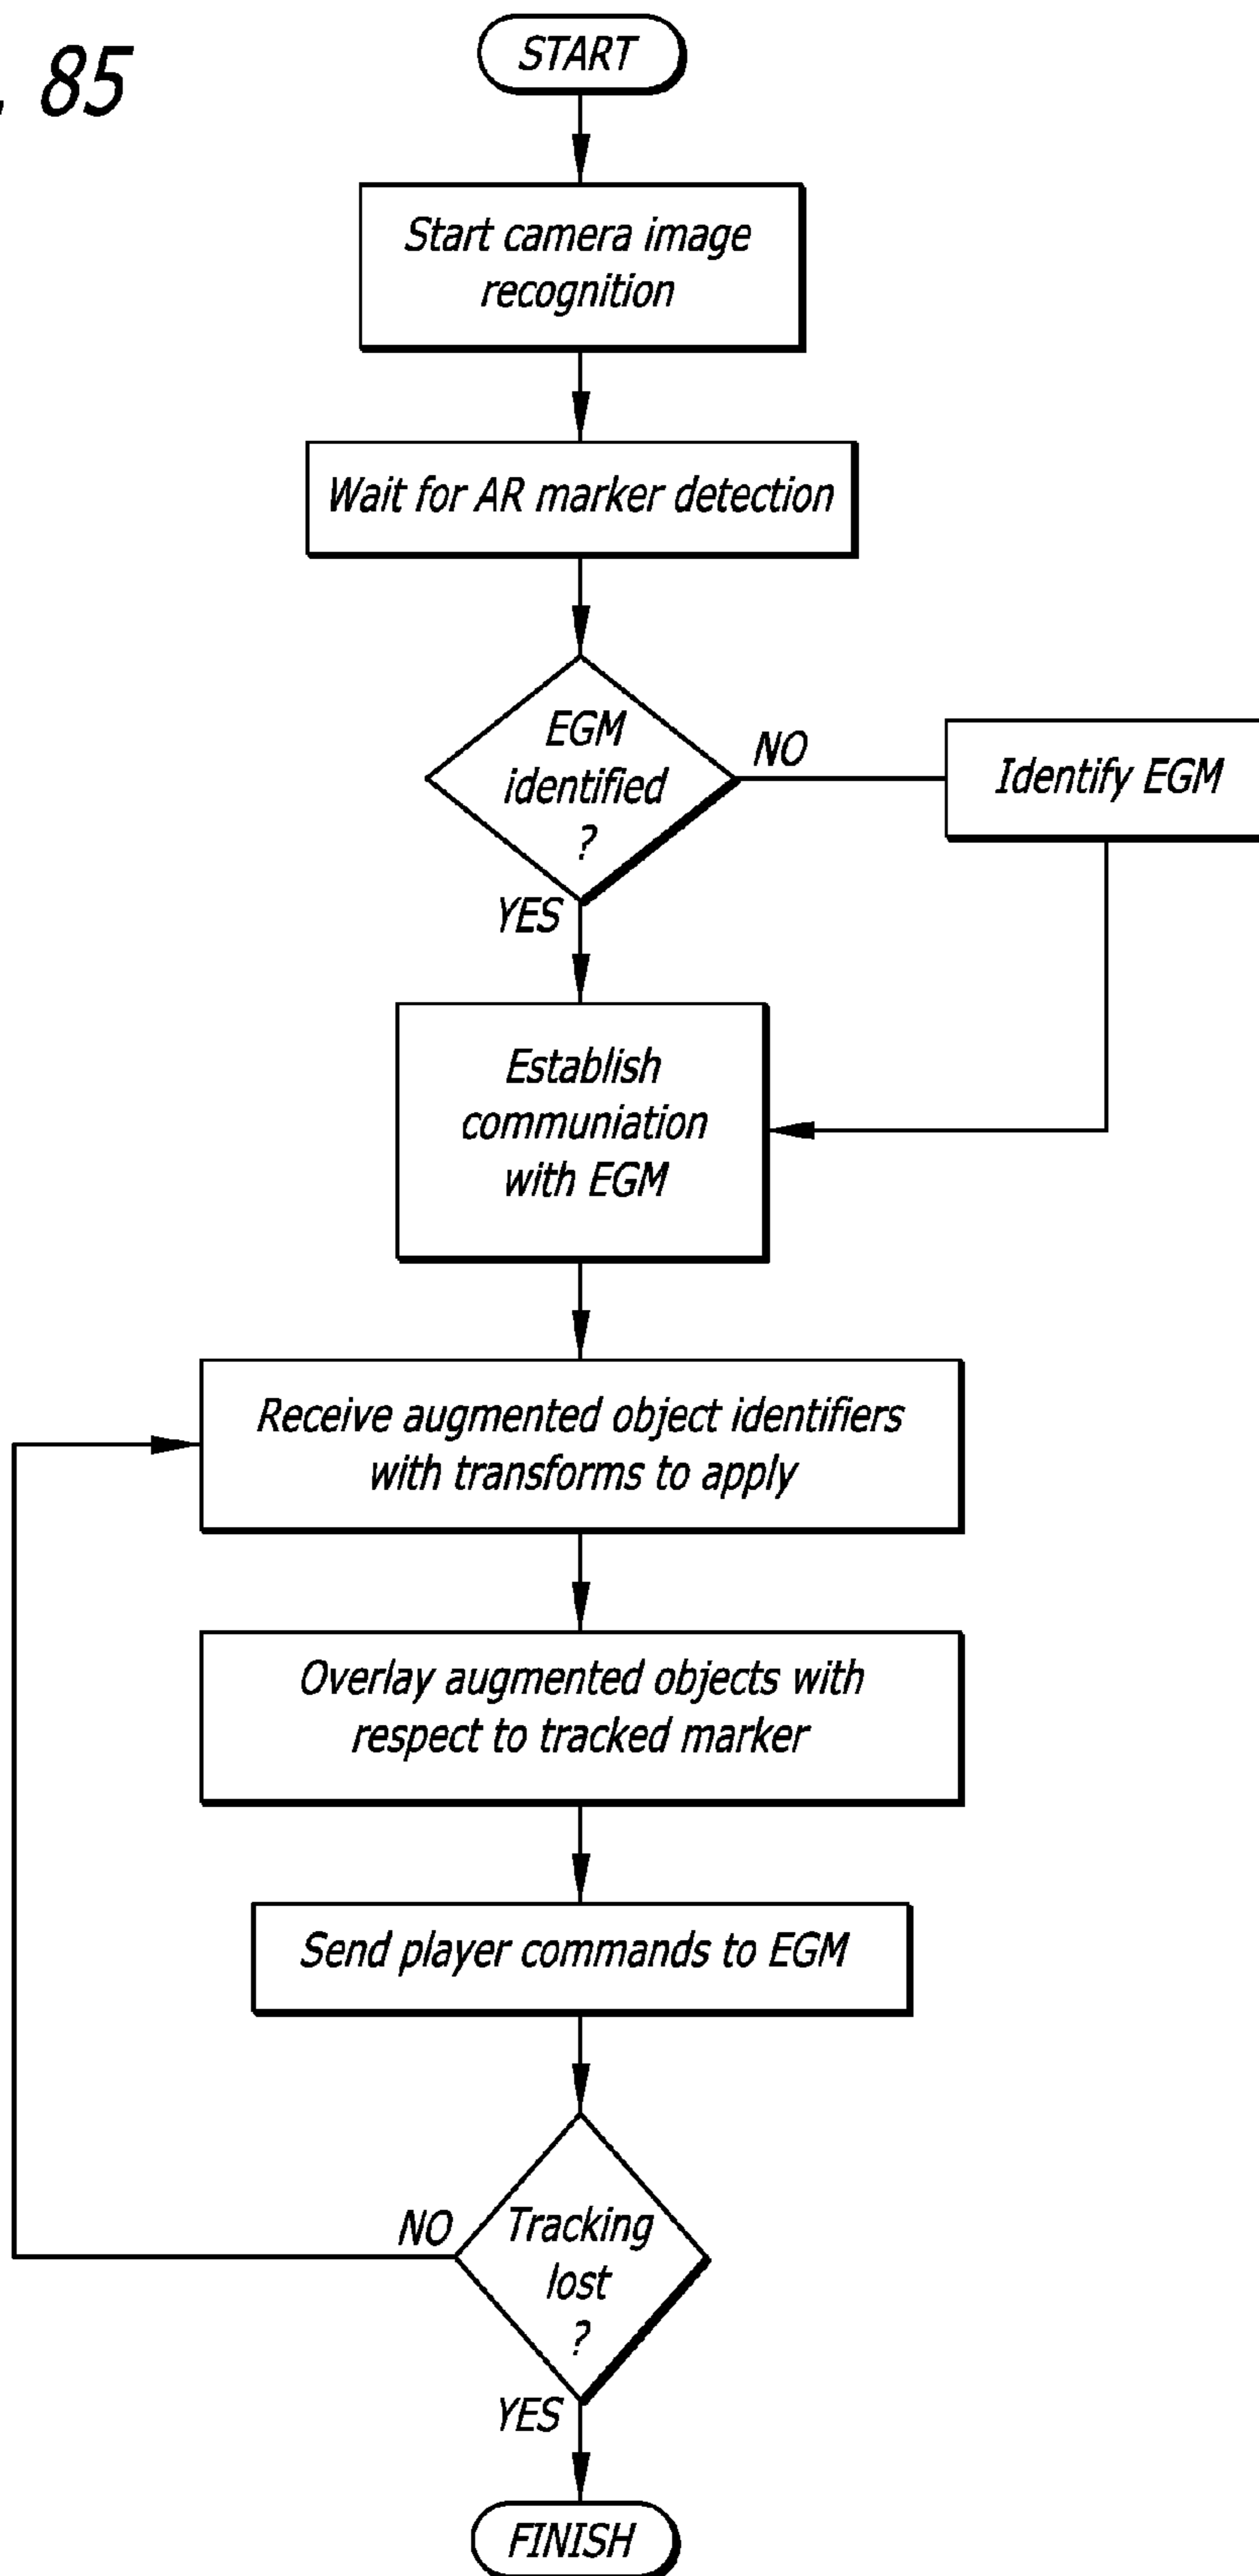 . 85
START
Start camera image
recognition
Wait for AR marker detection
EGM
identified
?
NO
Identify EGM
YES
Establish
communiation
with EGM
Receive augmented object identifiers
with transforms to apply
Overlay augmented objects with
respect to tracked marker
Send player commands to EGM
NO
Tracking
lost
?
YES
FINISH